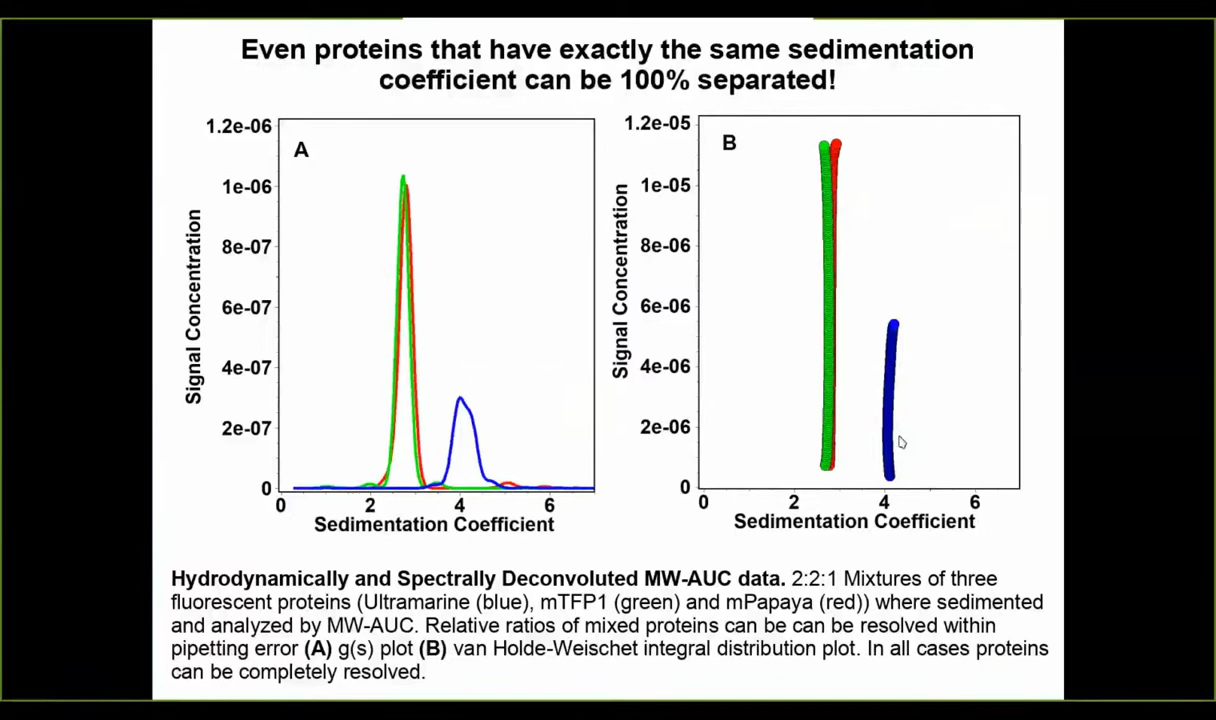 Even proteins that have exactly the same sedimentation
coefficient can be 100% separated!
A
1.2e-06
1e-06
8e-07
6e-07
4e-07
2e-07
0
Signal Concentration
0 2 4 6
Sedimentation Coefficient
B
1.2e-05
1e-05
8e-06
6e-06
4e-06
2e-06
0
Signal Concentration
0 2 4 6
Sedimentation Coefficient
Hydrodynamically and Spectrally Deconvoluted MW-AUC data. 2:2:1 Mixtures of three
fluorescent proteins (Ultramarine (blue), mTFP1 (green) and mPapaya (red)) where sedimented
and analyzed by MW-AUC. Relative ratios of mixed proteins can be can be resolved within
pipetting error (A) g(s) plot (B) van Holde-Weischet integral distribution plot. In all cases proteins
can be completely resolved.